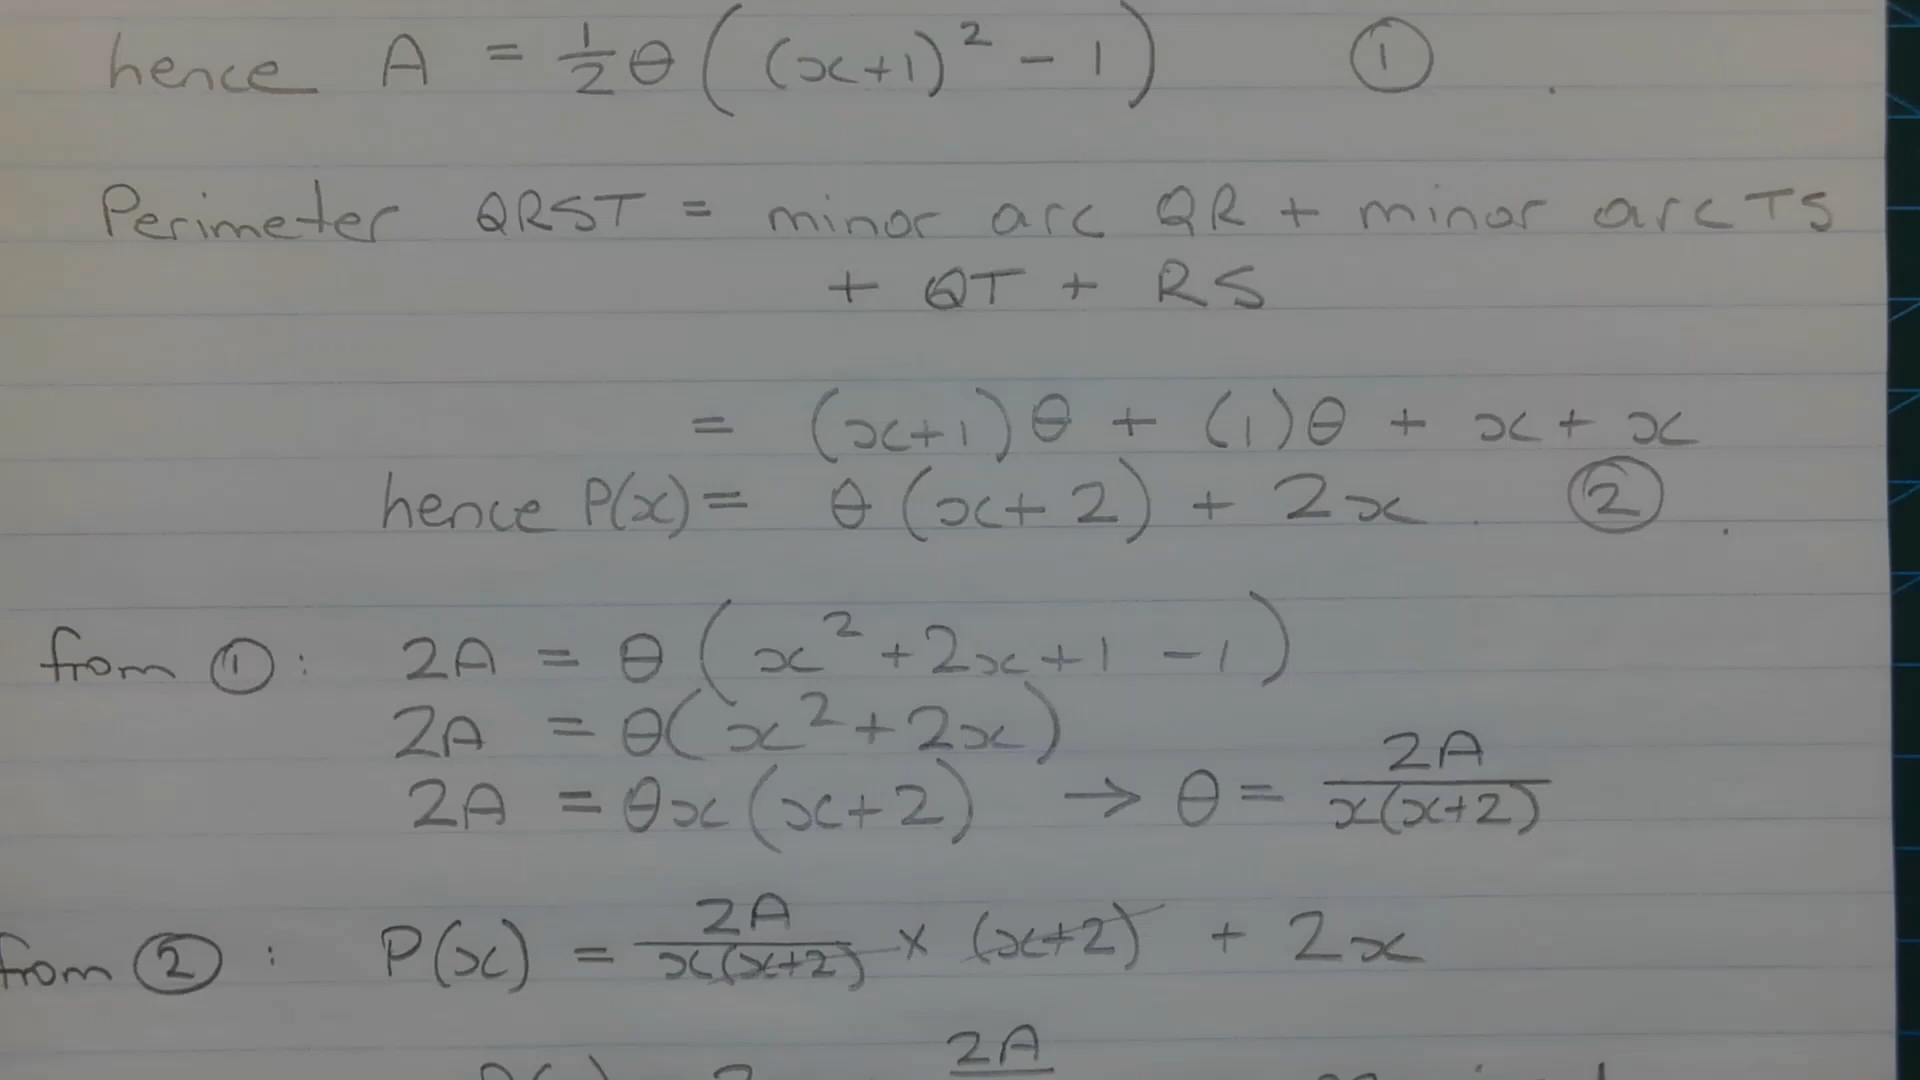 hence A = ½θ((x+1)² − 1) ①
Perimeter QRST = minor arc QR + minor arc TS
+ QT + RS
= (x+1)θ + (1)θ + x + x
hence P(x) = θ(x+2) + 2x ②
from ①: 2A = θ(x² + 2x + 1 − 1)
2A = θ(x² + 2x)
2A = θx(x+2) → θ = 2A / x(x+2)
from ②: P(x) = 2A / x(x+2) × (x+2) + 2x
2A